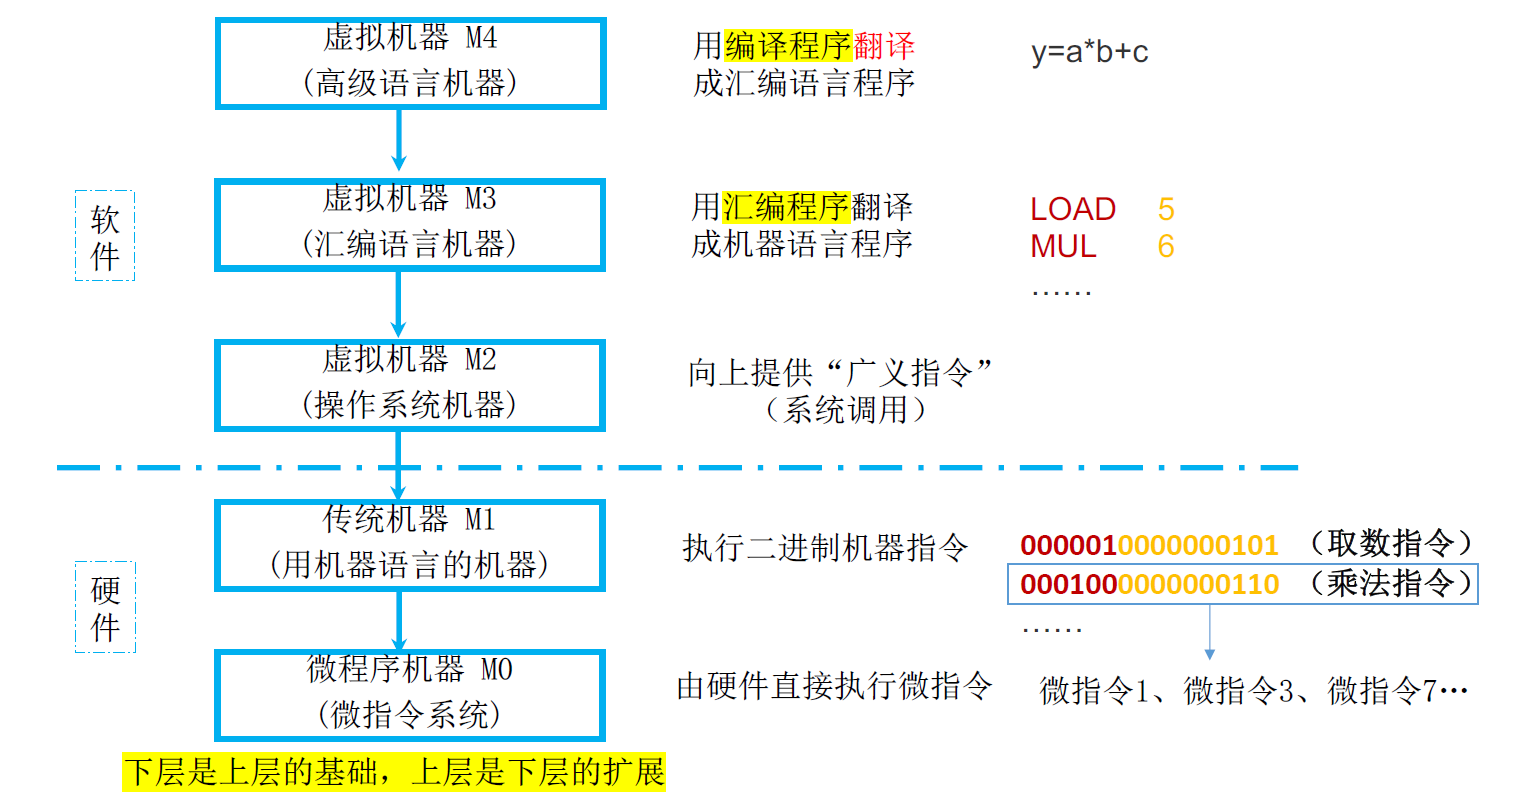 虚拟机器 M4
(高级语言机器)
用编译程序翻译
成汇编语言程序
y=a*b+c
软
件
虚拟机器 M3
(汇编语言机器)
用汇编程序翻译
成机器语言程序
LOAD 5
MUL 6
……
虚拟机器 M2
(操作系统机器)
向上提供“广义指令”
（系统调用）
硬
件
传统机器 M1
(用机器语言的机器)
执行二进制机器指令
0000010000000101 （取数指令）
0001000000000110 （乘法指令）
……
微程序机器 M0
(微指令系统)
由硬件直接执行微指令
微指令1、微指令3、微指令7…
下层是上层的基础，上层是下层的扩展